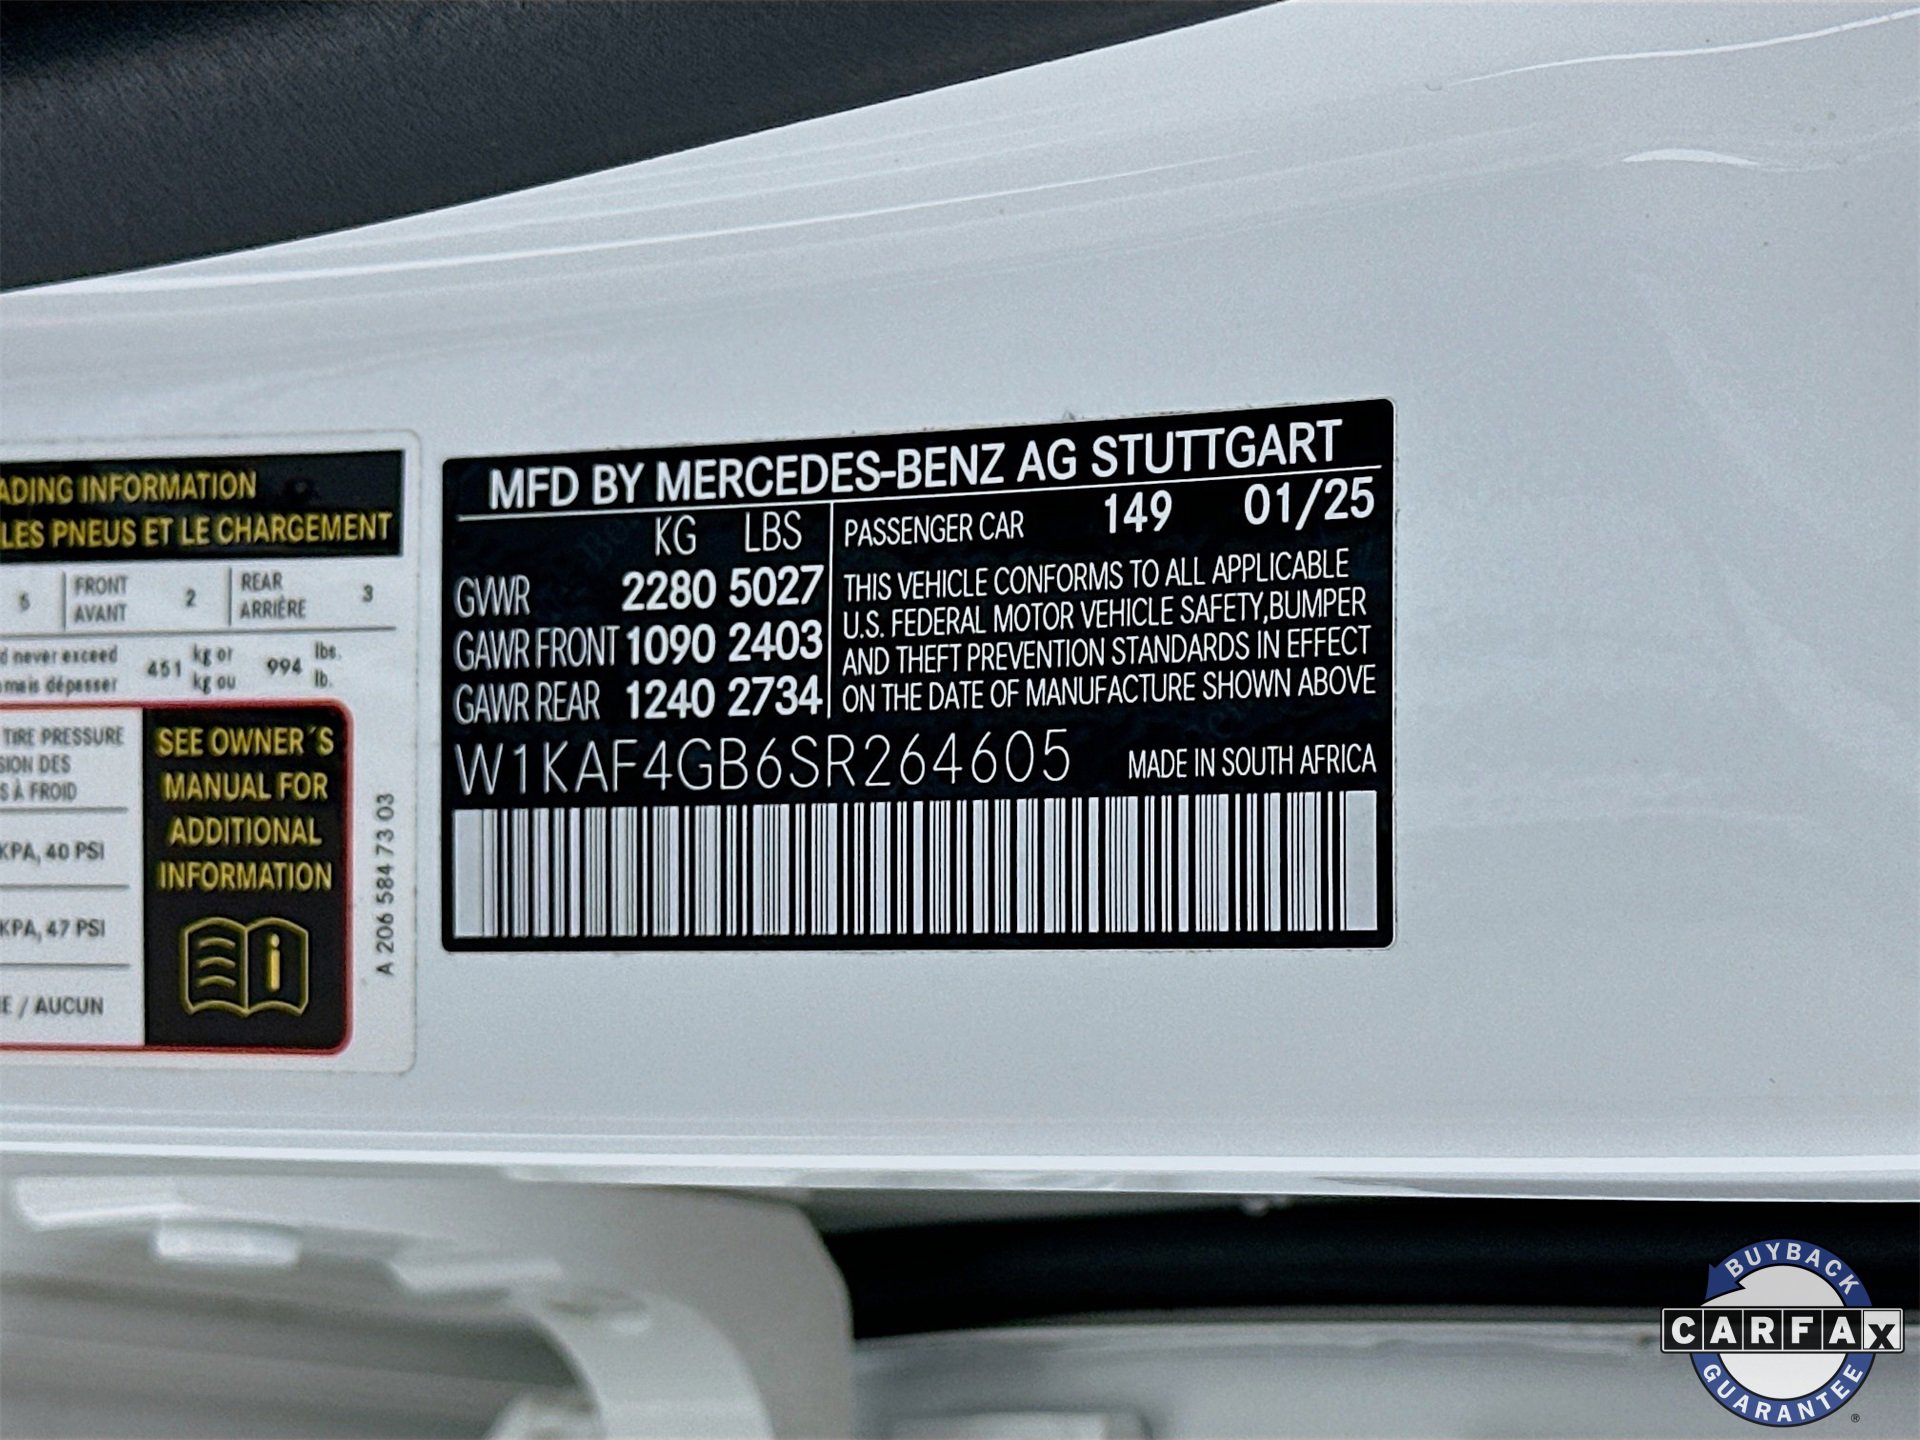 ADING INFORMATION
LES PNEUS ET LE CHARGEMENT
5 FRONT AVANT 2 REAR ARRIÈRE 3
never exceed 451 kg or 994 lbs.
mais dépasser kg ou lb.
TIRE PRESSURE
SION DES
S À FROID
KPA, 40 PSI
KPA, 47 PSI
E / AUCUN
SEE OWNER´S
MANUAL FOR
ADDITIONAL
INFORMATION
i
A 206 584 73 03
MFD BY MERCEDES-BENZ AG STUTTGART
KG LBS
GVWR 2280 5027
GAWR FRONT 1090 2403
GAWR REAR 1240 2734
PASSENGER CAR 149 01/25
THIS VEHICLE CONFORMS TO ALL APPLICABLE
U.S. FEDERAL MOTOR VEHICLE SAFETY,BUMPER
AND THEFT PREVENTION STANDARDS IN EFFECT
ON THE DATE OF MANUFACTURE SHOWN ABOVE
W1KAF4GB6SR264605 MADE IN SOUTH AFRICA
BUYBACK
CARFAX
GUARANTEE
®